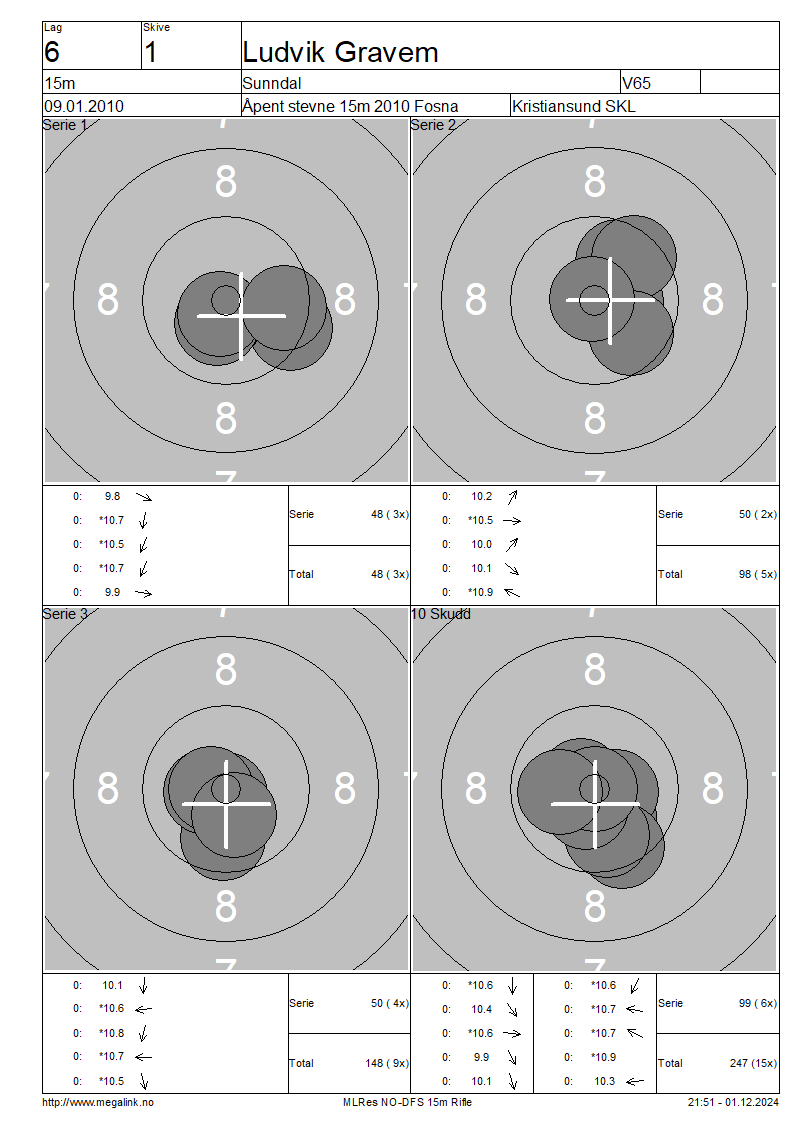 Lag Skive
6 1 Ludvik Gravem
15m Sunndal V65
09.01.2010 Åpent stevne 15m 2010 Fosna Kristiansund SKL
Serie 1
7
8
8 8
8
7
0: 9.8
0: *10.7
0: *10.5
0: *10.7
0: 9.9
Serie 48 ( 3x)
Total 48 ( 3x)
Serie 2
7
8
8 8
8
7
0: 10.2
0: *10.5
0: 10.0
0: 10.1
0: *10.9
Serie 50 ( 2x)
Total 98 ( 5x)
Serie 3
7
8
8 8
8
7
0: 10.1
0: *10.6
0: *10.8
0: *10.7
0: *10.5
Serie 50 ( 4x)
Total 148 ( 9x)
10 Skudd
7
8
8 8
8
7
0: *10.6 0: *10.6
0: 10.4 0: *10.7
0: *10.6 0: *10.7
0: 9.9 0: *10.9
0: 10.1 0: 10.3
Serie 99 ( 6x)
Total 247 (15x)
http://www.megalink.no MLRes NO-DFS 15m Rifle 21:51 - 01.12.2024